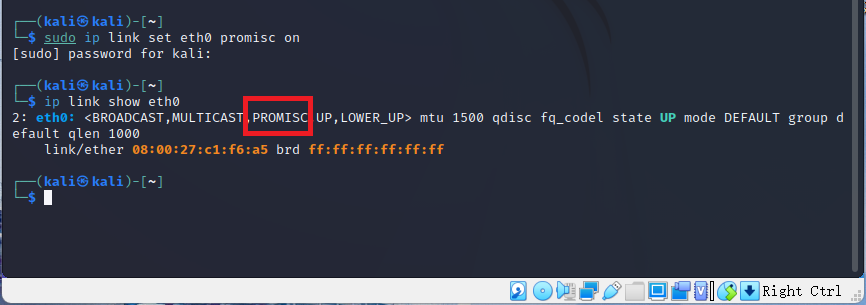 ┌──(kali㉿kali)-[~]
└─$ sudo ip link set eth0 promisc on
[sudo] password for kali:
┌──(kali㉿kali)-[~]
└─$ ip link show eth0
2: eth0: <BROADCAST,MULTICAST,PROMISC,UP,LOWER_UP> mtu 1500 qdisc fq_codel state UP mode DEFAULT group d
efault qlen 1000
    link/ether 08:00:27:c1:f6:a5 brd ff:ff:ff:ff:ff:ff
┌──(kali㉿kali)-[~]
└─$
Right Ctrl